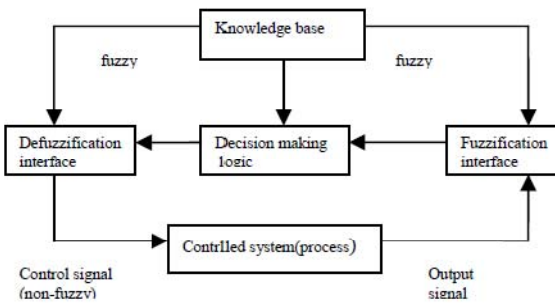 Knowledge base
fuzzy
fuzzy
Defuzzification
interface
Decision making
logic
Fuzzification
interface
Contrlled system(process)
Control signal
(non-fuzzy)
Output
signal